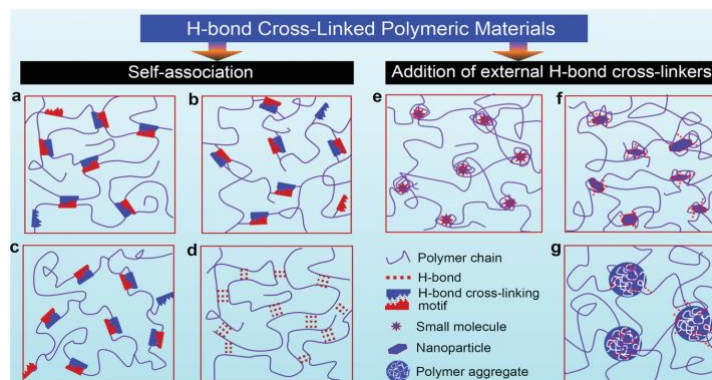 H-bond Cross-Linked Polymeric Materials
Self-association
Addition of external H-bond cross-linkers
a
b
e
f
c
d
Polymer chain
H-bond
H-bond cross-linking
motif
Small molecule
Nanoparticle
Polymer aggregate
g